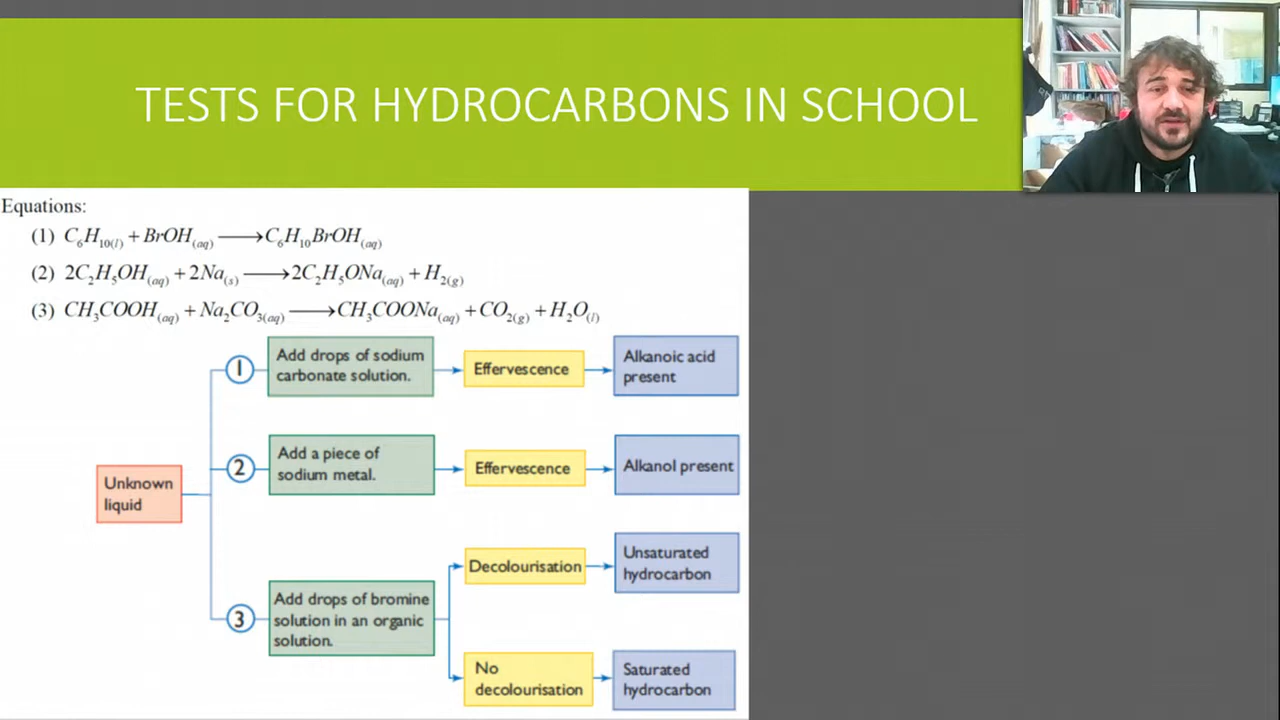 TESTS FOR HYDROCARBONS IN SCHOOL
Equations:
(1) C₆H₁₀₍ₗ₎ + BrOH₍aq₎ ⟶ C₆H₁₀BrOH₍aq₎
(2) 2C₂H₅OH₍aq₎ + 2Na₍s₎ ⟶ 2C₂H₅ONa₍aq₎ + H₂₍g₎
(3) CH₃COOH₍aq₎ + Na₂CO₃₍aq₎ ⟶ CH₃COONa₍aq₎ + CO₂₍g₎ + H₂O₍l₎
Unknown
liquid
1
Add drops of sodium
carbonate solution.
Effervescence
Alkanoic acid
present
2
Add a piece of
sodium metal.
Effervescence
Alkanol present
3
Add drops of bromine
solution in an organic
solution.
Decolourisation
Unsaturated
hydrocarbon
No
decolourisation
Saturated
hydrocarbon